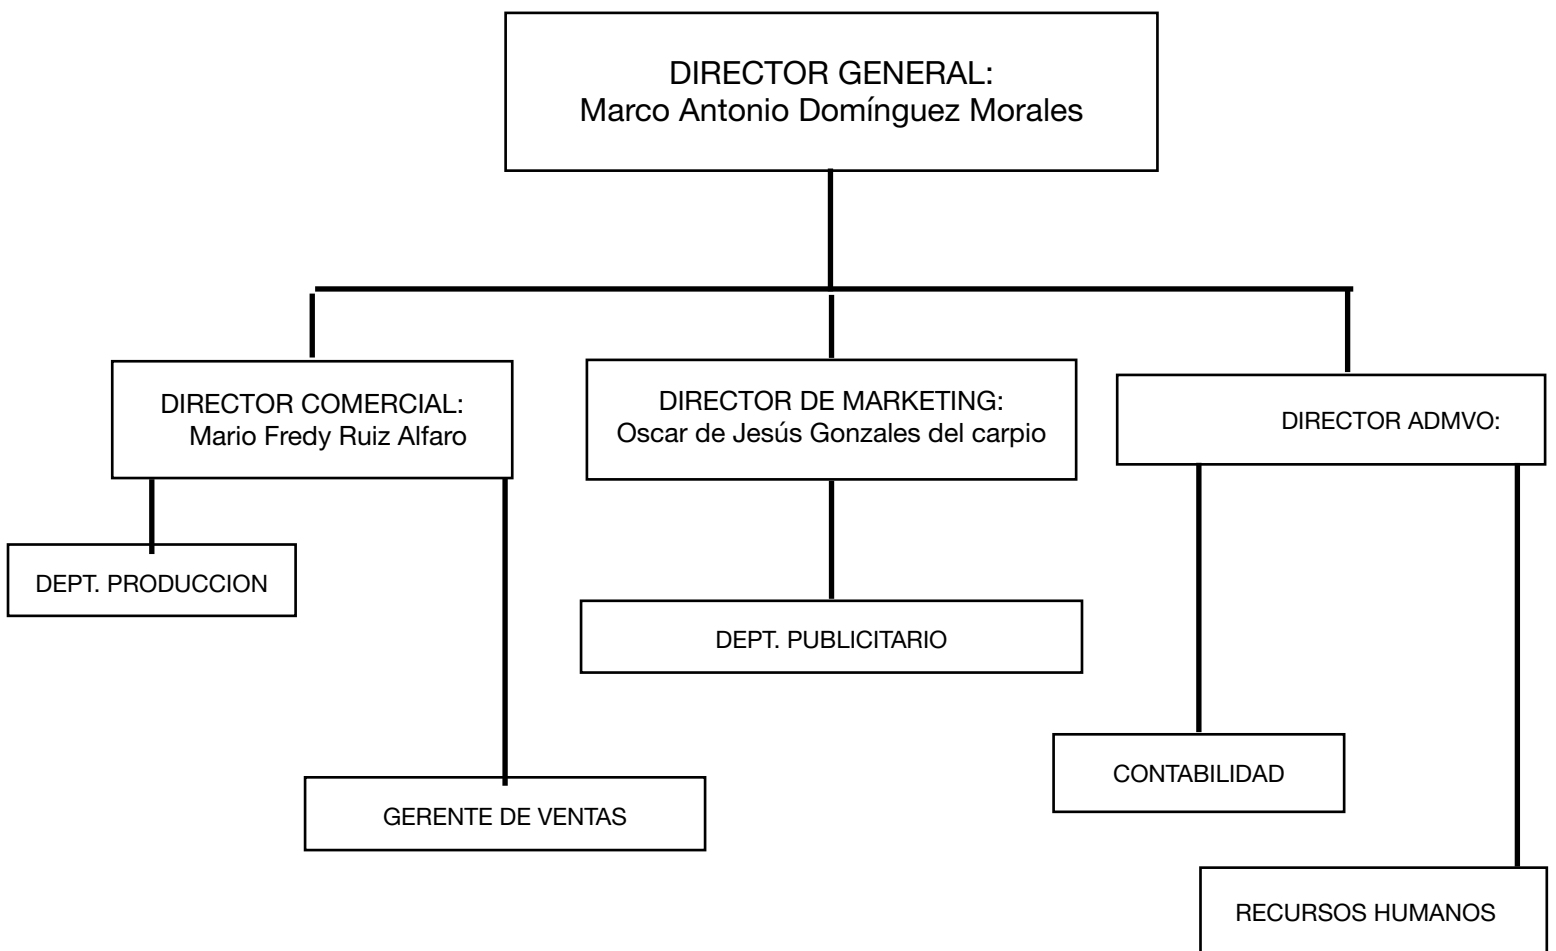 DIRECTOR GENERAL:
Marco Antonio Domínguez Morales
DIRECTOR COMERCIAL:
Mario Fredy Ruiz Alfaro
DIRECTOR DE MARKETING:
Oscar de Jesús Gonzales del carpio
DIRECTOR ADMVO:
DEPT. PRODUCCION
DEPT. PUBLICITARIO
CONTABILIDAD
GERENTE DE VENTAS
RECURSOS HUMANOS